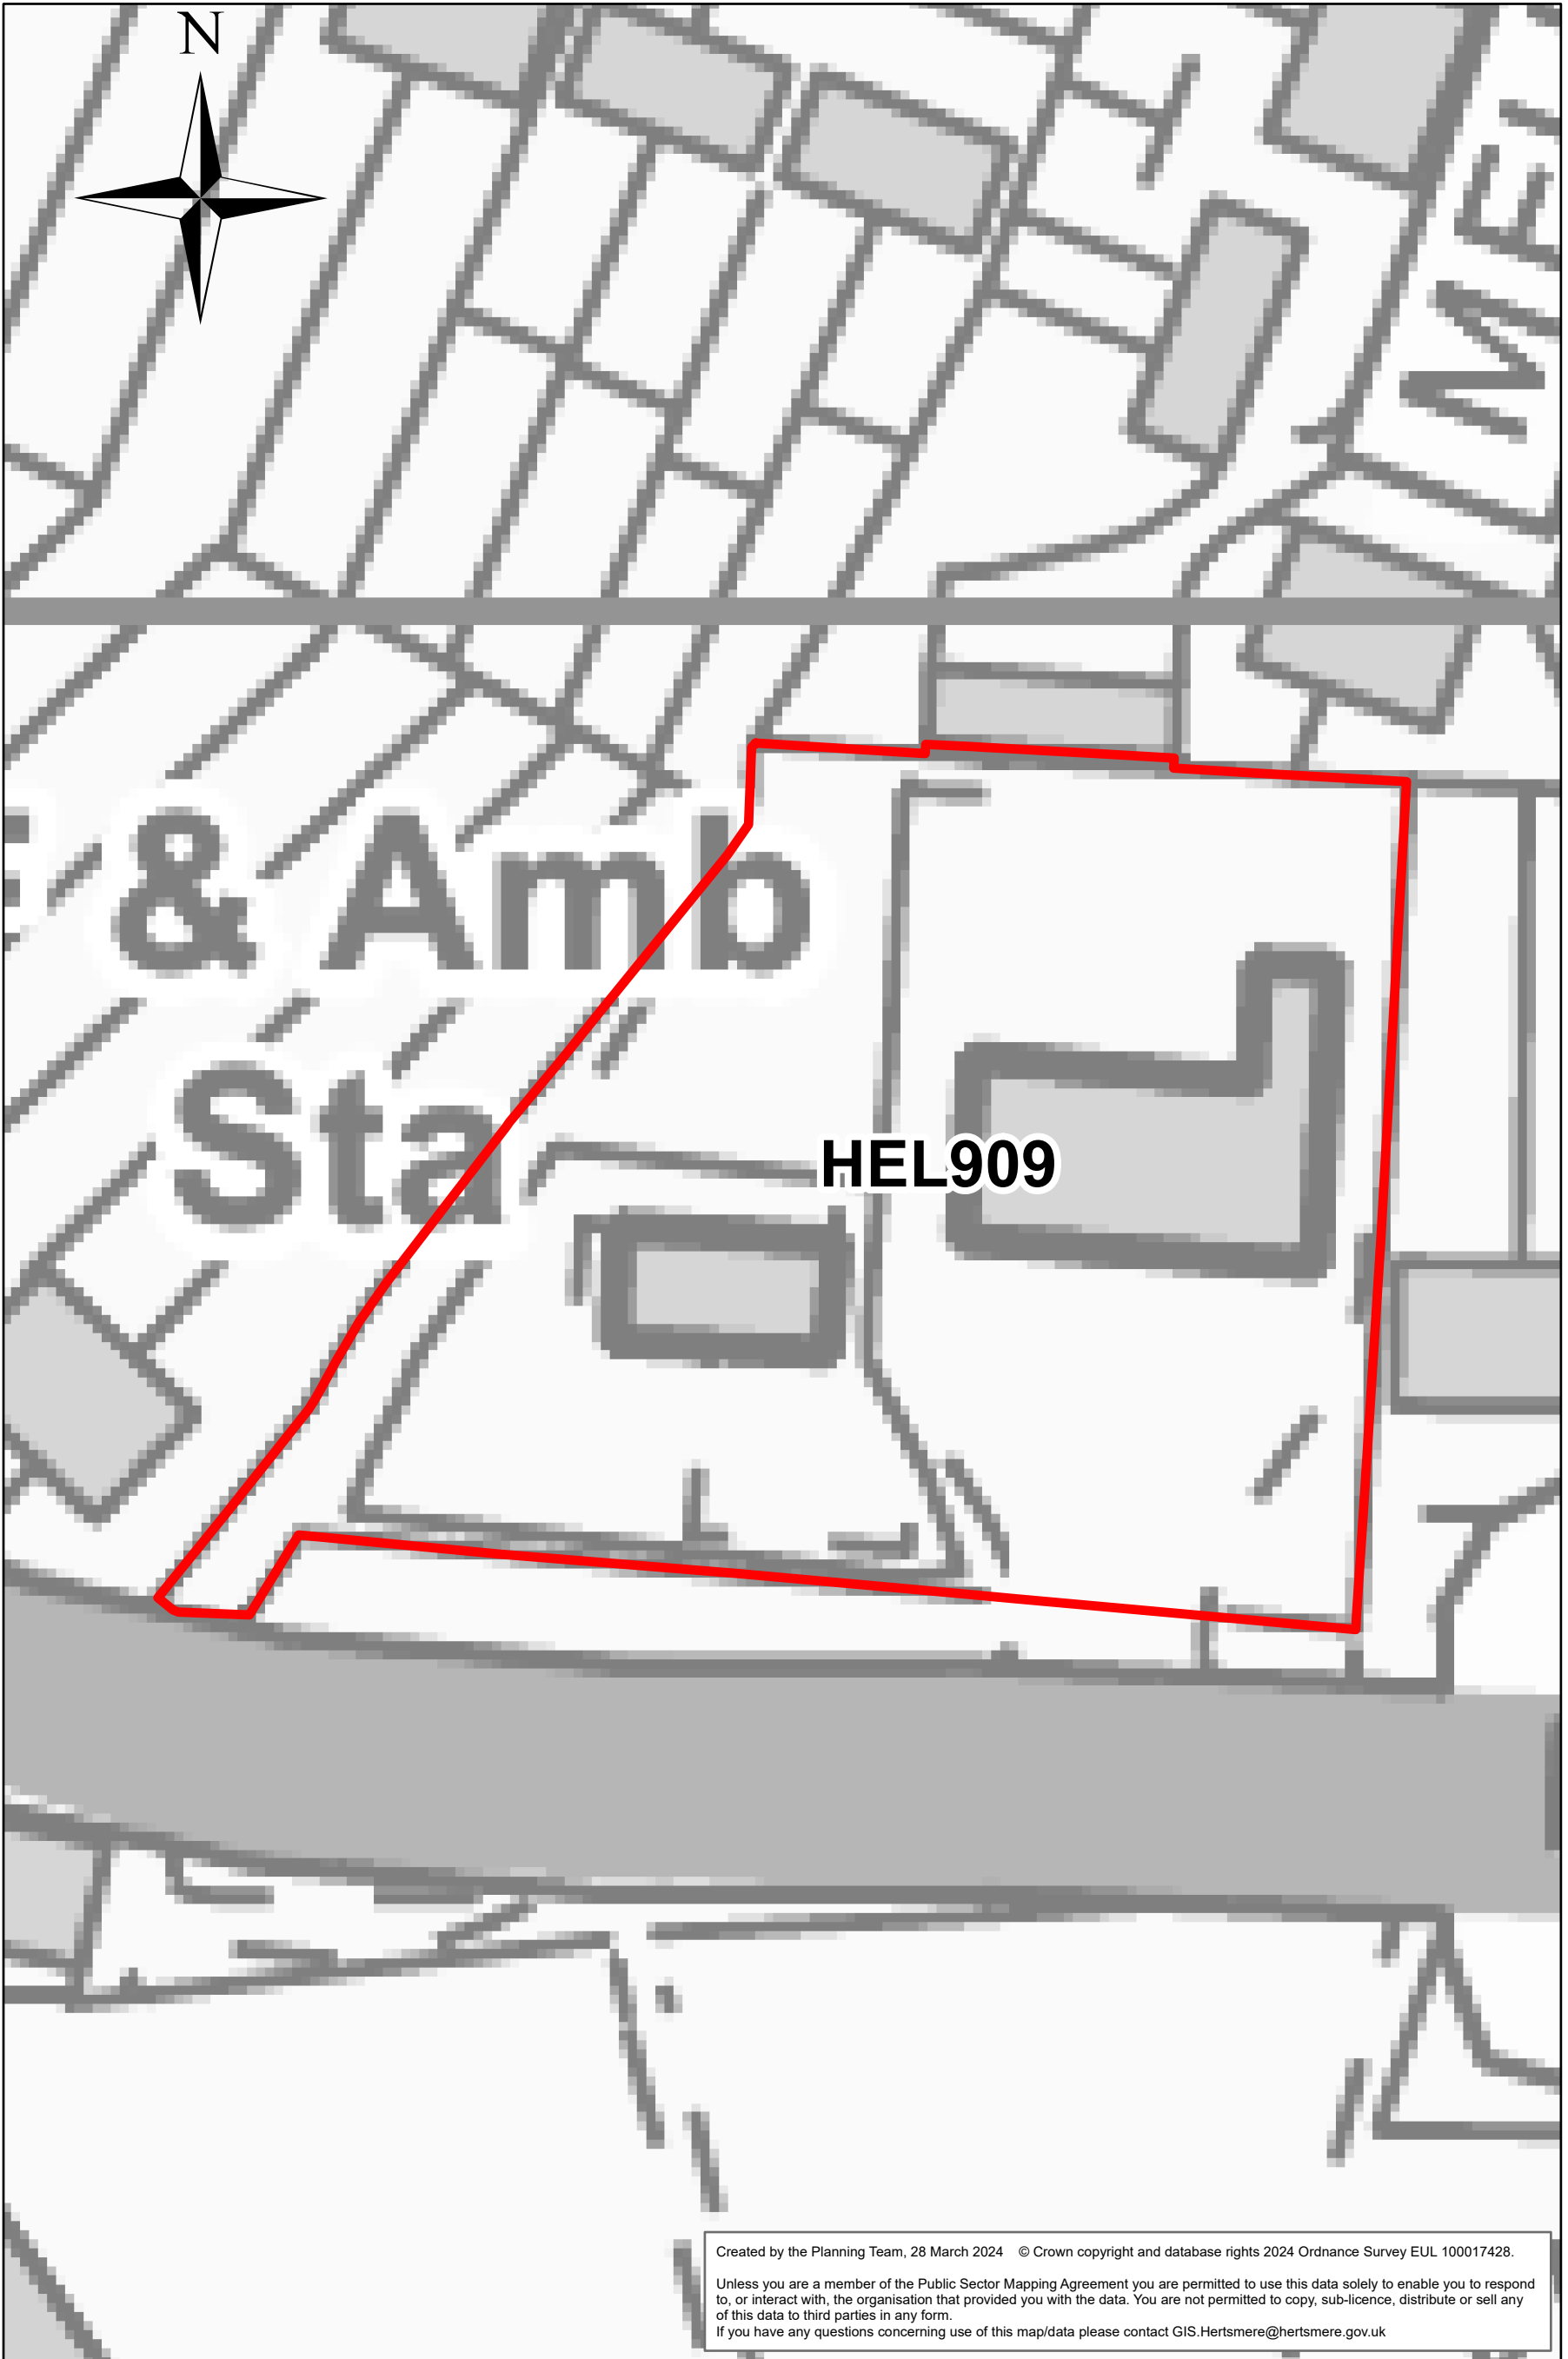 N
& Amb
Sta
HEL909
Created by the Planning Team, 28 March 2024 © Crown copyright and database rights 2024 Ordnance Survey EUL 100017428.
Unless you are a member of the Public Sector Mapping Agreement you are permitted to use this data solely to enable you to respond
to, or interact with, the organisation that provided you with the data. You are not permitted to copy, sub-licence, distribute or sell any
of this data to third parties in any form.
If you have any questions concerning use of this map/data please contact GIS.Hertsmere@hertsmere.gov.uk